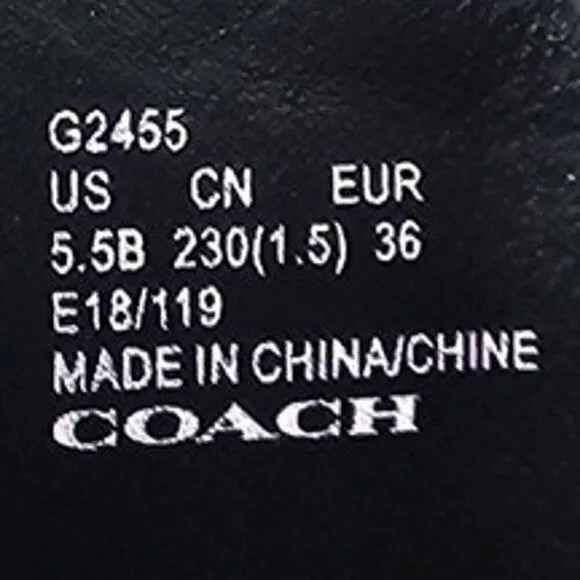 G2455
US CN EUR
5.5B 230(1.5) 36
E18/119
MADE IN CHINA/CHINE
COACH